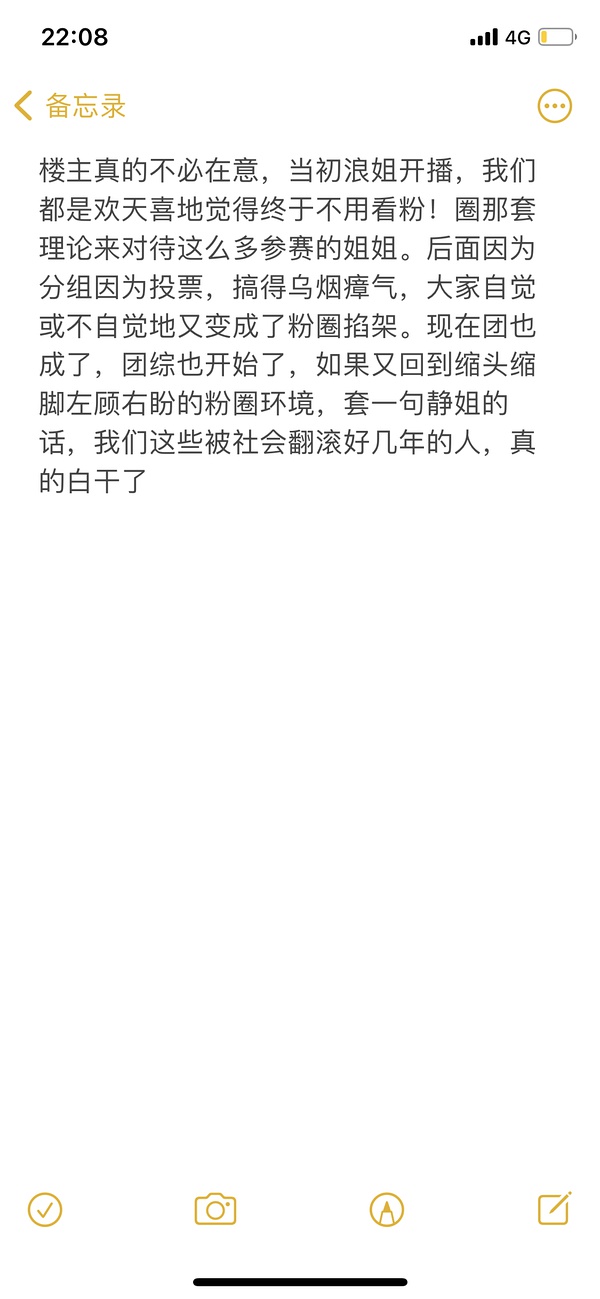 22:08
4G
备忘录
楼主真的不必在意，当初浪姐开播，我们
都是欢天喜地觉得终于不用看粉！圈那套
理论来对待这么多参赛的姐姐。后面因为
分组因为投票，搞得乌烟瘴气，大家自觉
或不自觉地又变成了粉圈掐架。现在团也
成了，团综也开始了，如果又回到缩头缩
脚左顾右盼的粉圈环境，套一句静姐的
话，我们这些被社会翻滚好几年的人，真
的白干了